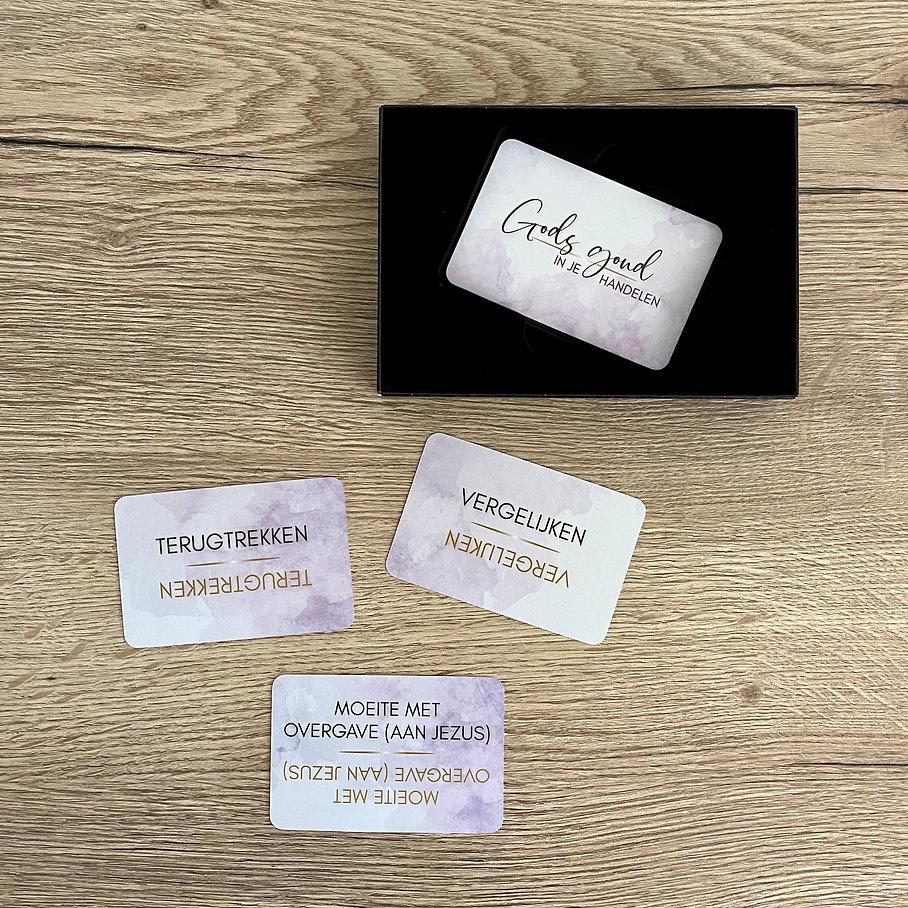 Gods goud
IN JE HANDELEN
TERUGTREKKEN
TERUGTREKKEN
VERGELIJKEN
VERGELIJKEN
MOEITE MET
OVERGAVE (AAN JEZUS)
MOEITE MET
OVERGAVE (AAN JEZUS)